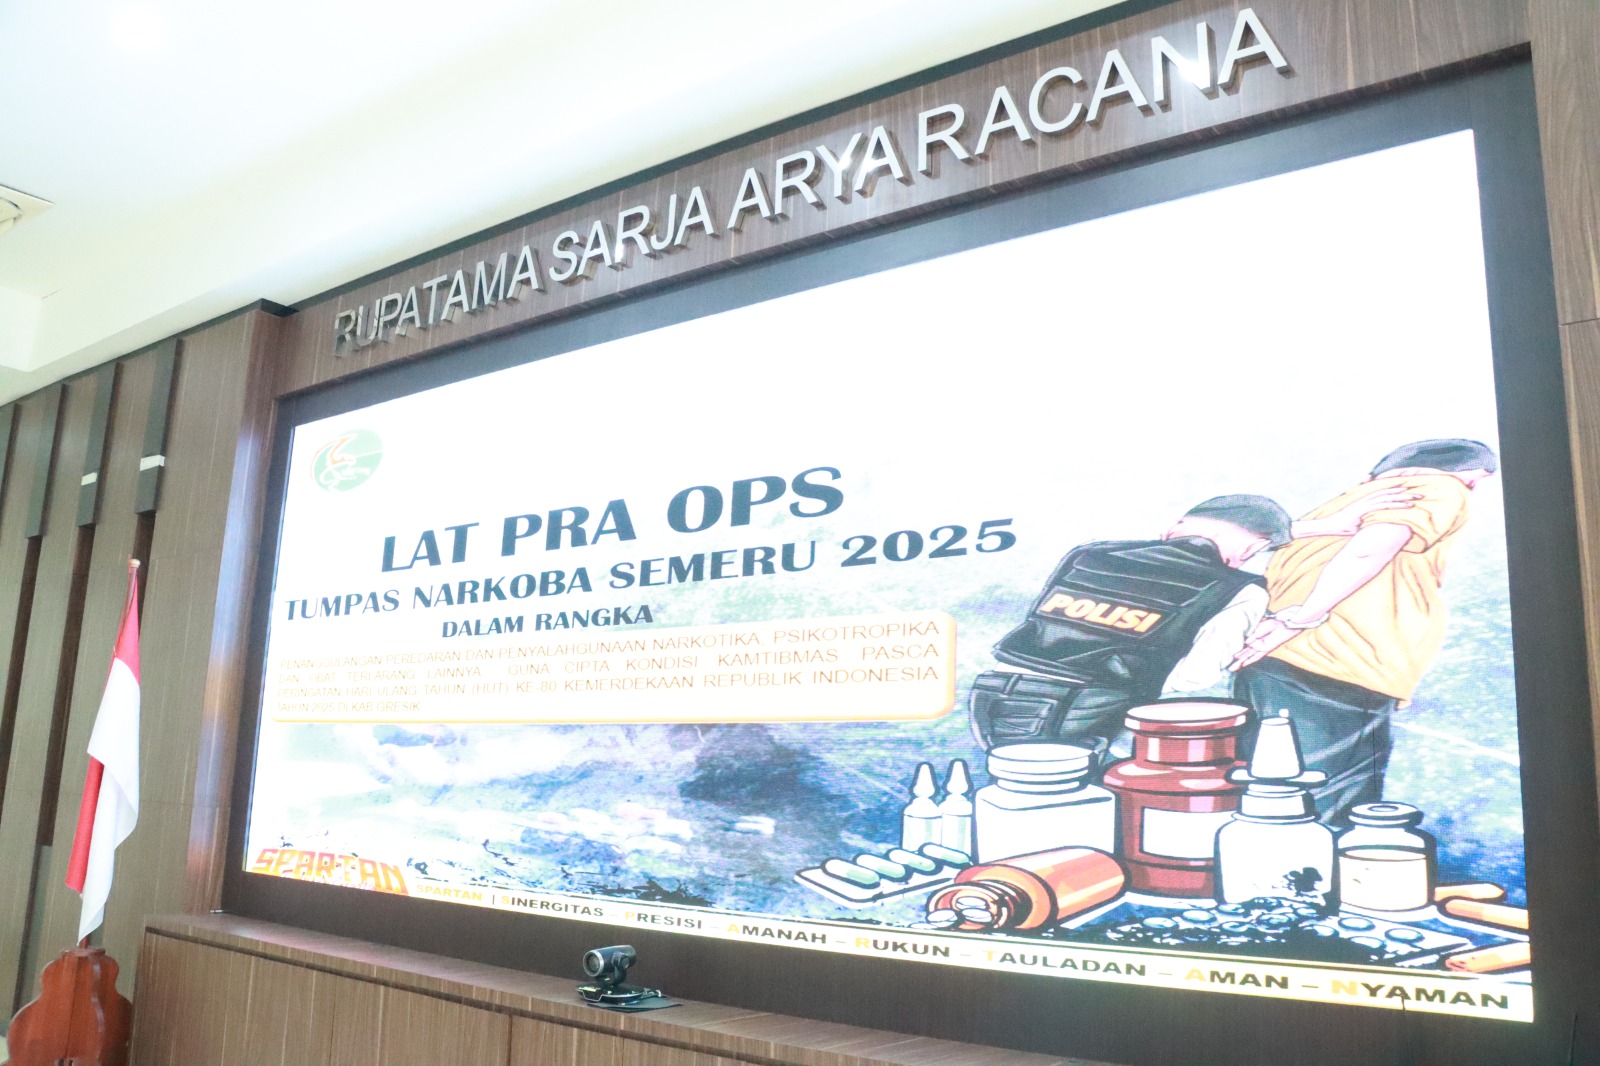 RUPATAMA SARJA ARYA RACANA
LAT PRA OPS
TUMPAS NARKOBA SEMERU 2025
DALAM RANGKA
PENANGGULANGAN PEREDARAN DAN PENYALAHGUNAAN NARKOTIKA, PSIKOTROPIKA
DAN OBAT TERLARANG LAINNYA GUNA CIPTA KONDISI KAMTIBMAS PASCA
PERINGATAN HARI ULANG TAHUN (HUT) KE-80 KEMERDEKAAN REPUBLIK INDONESIA
TAHUN 2025 DI KAB.GRESIK
POLISI
SPARTAN
SPARTAN | SINERGITAS - PRESISI - AMANAH - RUKUN - TAULADAN - AMAN - NYAMAN